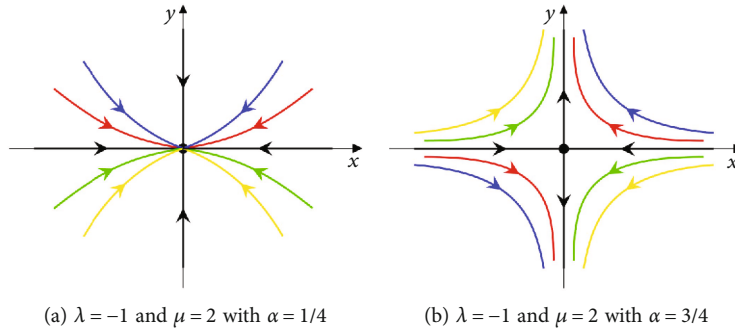 y
x
(a) λ = −1 and μ = 2 with α = 1/4
y
x
(b) λ = −1 and μ = 2 with α = 3/4